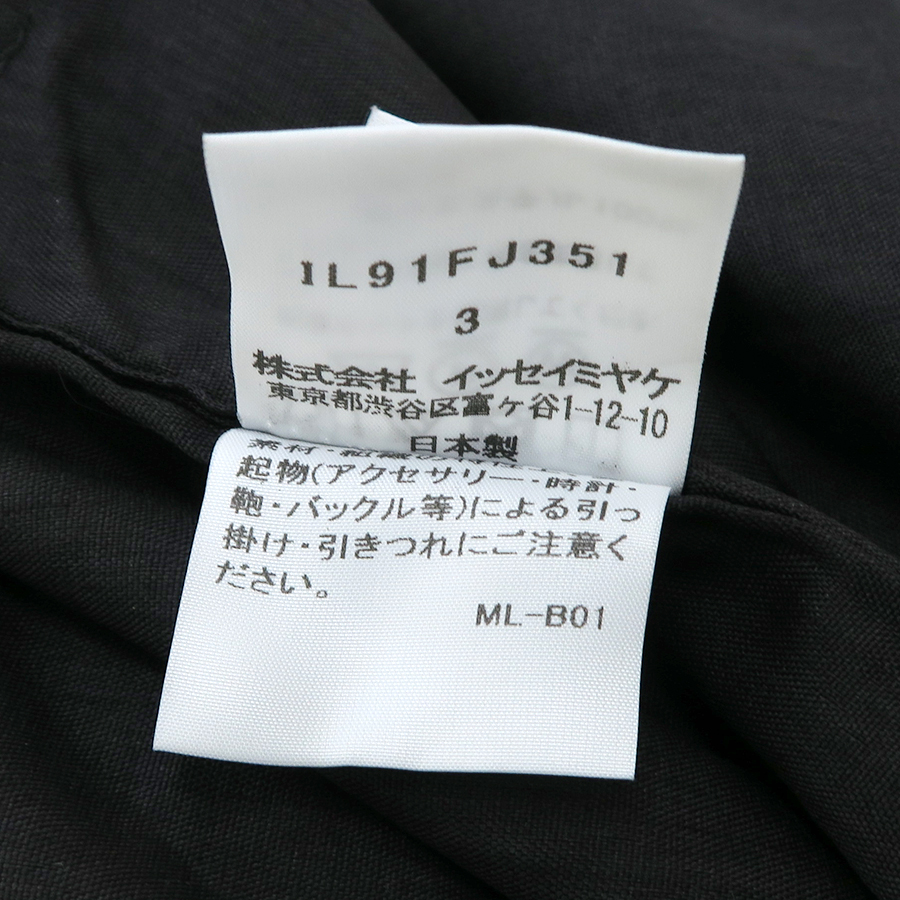 IL91FJ351
3
株式会社 イッセイミヤケ
東京都渋谷区富ケ谷1-12-10
日本製
起物(アクセサリー・時計・
鞄・バックル等)による引っ
掛け・引きつれにご注意く
ださい。
ML-B01